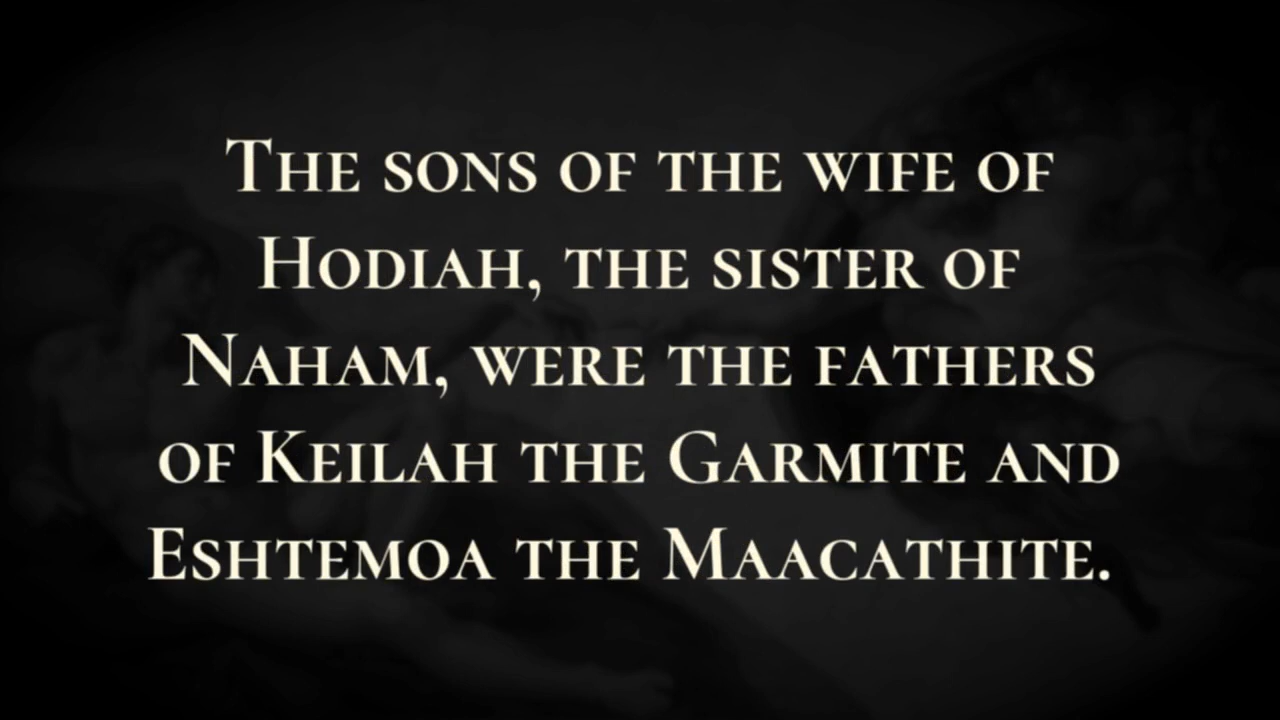 The sons of the wife of
Hodiah, the sister of
Naham, were the fathers
of Keilah the Garmite and
Eshtemoa the Maacathite.